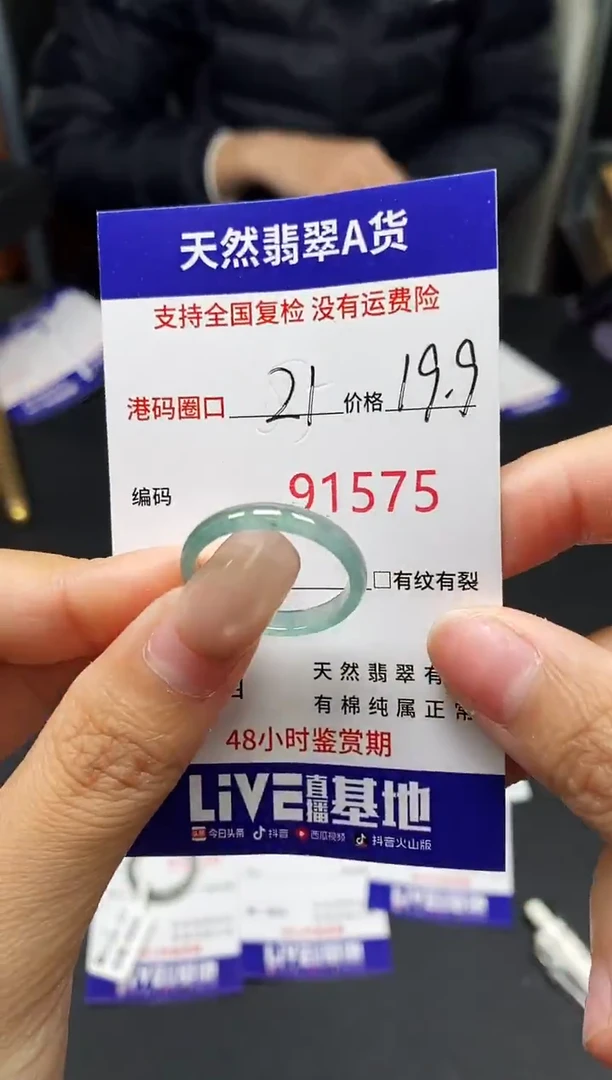 天然翡翠A货
支持全国复检 没有运费险
港码圈口 21 价格 19.9
编码 91575
□有纹有裂
天然翡翠有
有棉纯属正常
48小时鉴赏期
LiVE直播基地
头条 今日头条 抖音 西瓜视频 抖音火山版